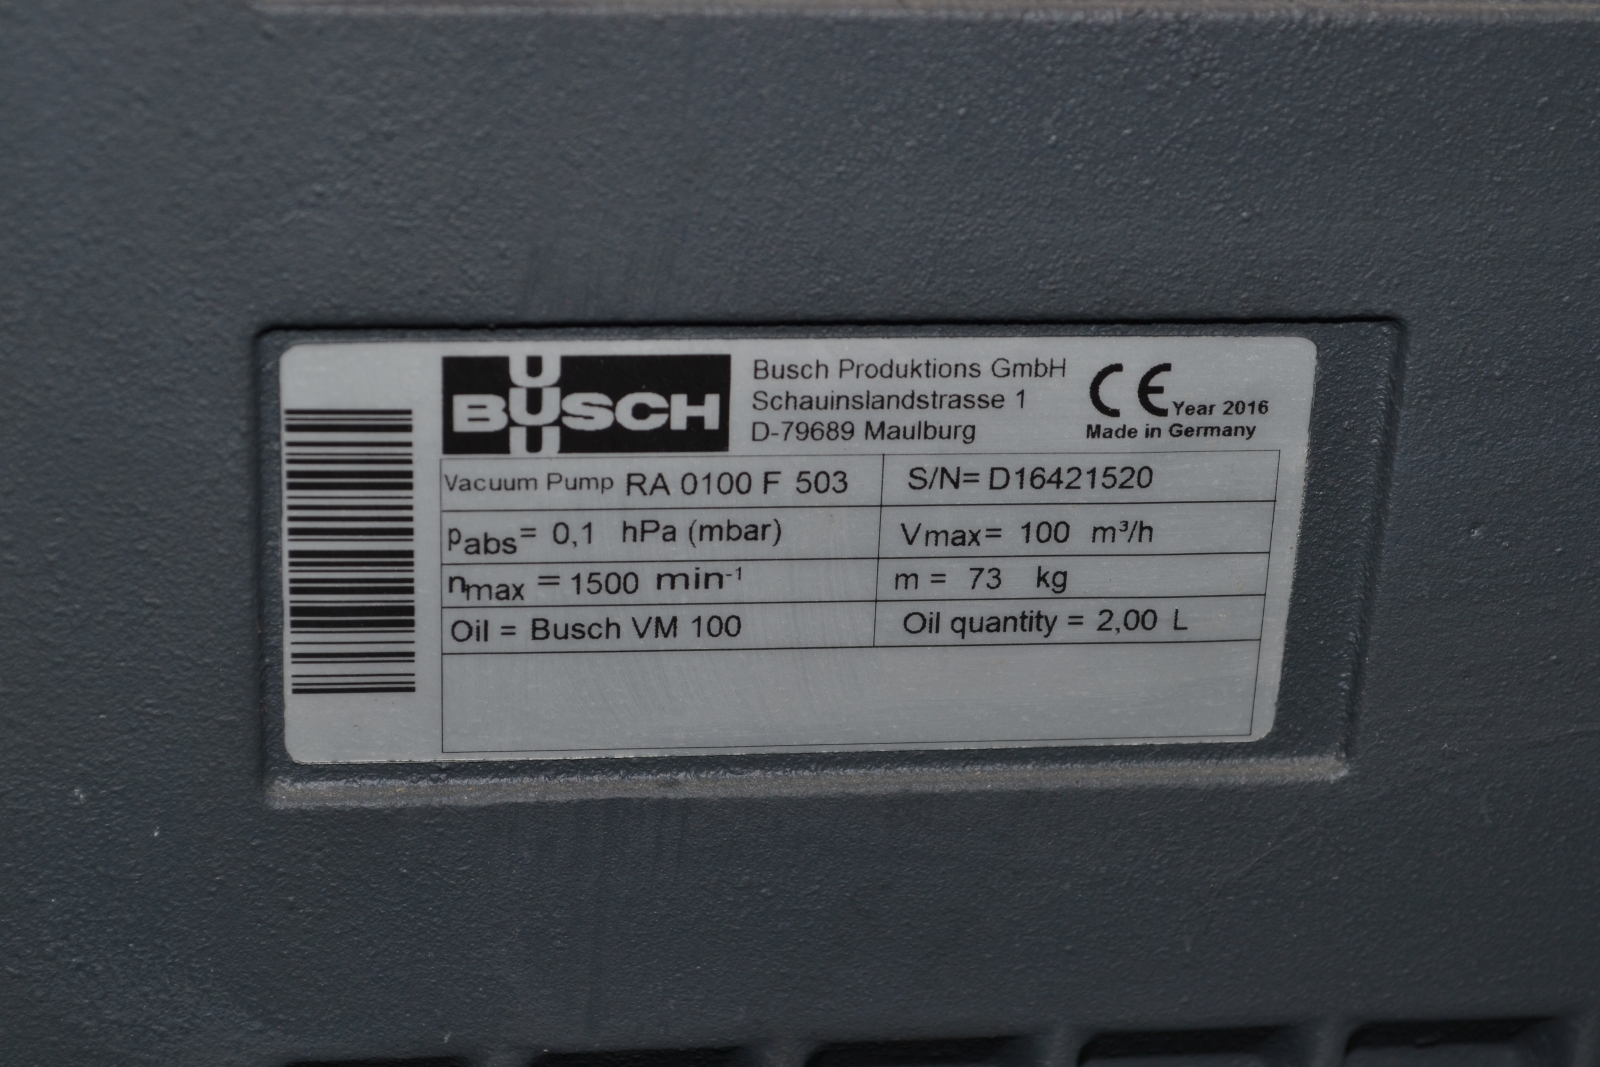 BUSCH
Busch Produktions GmbH
Schauinslandstrasse 1
D-79689 Maulburg
CE Year 2016
Made in Germany
Vacuum Pump RA 0100 F 503
S/N= D16421520
pabs= 0,1 hPa (mbar)
Vmax= 100 m³/h
nmax = 1500 min⁻¹
m = 73 kg
Oil = Busch VM 100
Oil quantity = 2,00 L